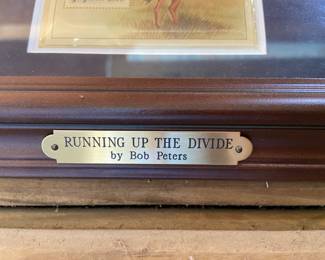 RUNNING UP THE DIVIDE
by Bob Peters